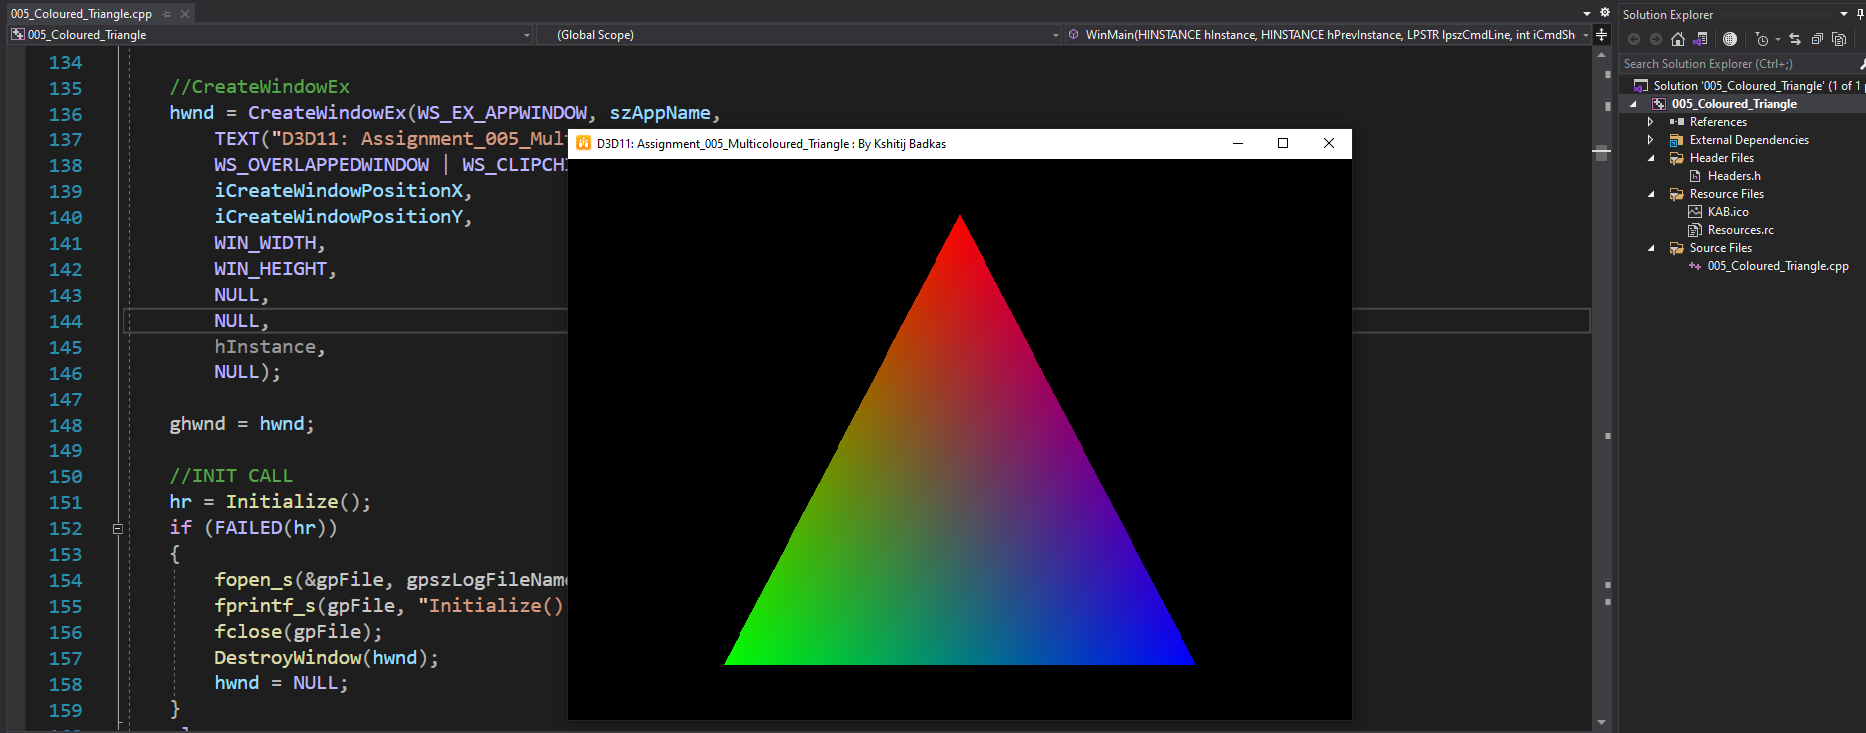 005_Coloured_Triangle.cpp
005_Coloured_Triangle
(Global Scope)
WinMain(HINSTANCE hInstance, HINSTANCE hPrevInstance, LPSTR lpszCmdLine, int iCmdSh
134
135 //CreateWindowEx
136 hwnd = CreateWindowEx(WS_EX_APPWINDOW, szAppName,
137 TEXT("D3D11: Assignment_005_Mul
138 WS_OVERLAPPEDWINDOW | WS_CLIPCH
139 iCreateWindowPositionX,
140 iCreateWindowPositionY,
141 WIN_WIDTH,
142 WIN_HEIGHT,
143 NULL,
144 NULL,
145 hInstance,
146 NULL);
147
148 ghwnd = hwnd;
149
150 //INIT CALL
151 hr = Initialize();
152 if (FAILED(hr))
153 {
154 fopen_s(&gpFile, gpszLogFileName
155 fprintf_s(gpFile, "Initialize()
156 fclose(gpFile);
157 DestroyWindow(hwnd);
158 hwnd = NULL;
159 }
D3D11: Assignment_005_Multicoloured_Triangle : By Kshitij Badkas
Solution Explorer
Search Solution Explorer (Ctrl+;)
Solution '005_Coloured_Triangle' (1 of 1 p
005_Coloured_Triangle
References
External Dependencies
Header Files
Headers.h
Resource Files
KAB.ico
Resources.rc
Source Files
005_Coloured_Triangle.cpp